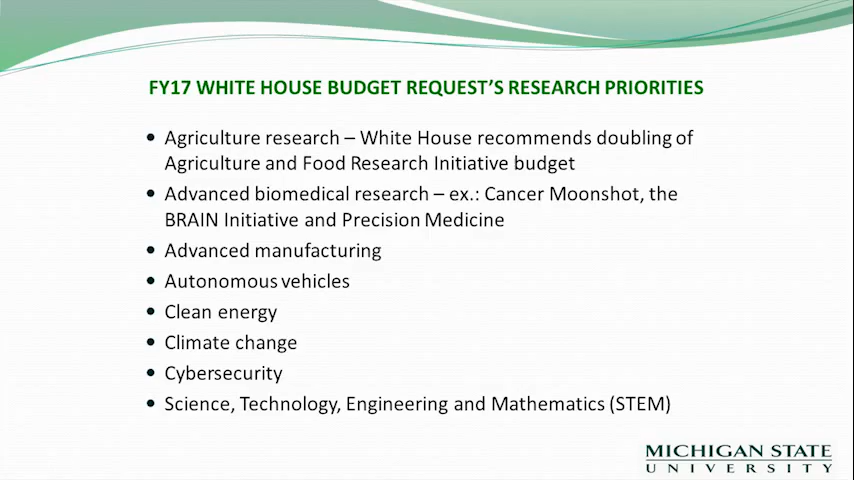 FY17 WHITE HOUSE BUDGET REQUEST’S RESEARCH PRIORITIES
• Agriculture research – White House recommends doubling of
Agriculture and Food Research Initiative budget
• Advanced biomedical research – ex.: Cancer Moonshot, the
BRAIN Initiative and Precision Medicine
• Advanced manufacturing
• Autonomous vehicles
• Clean energy
• Climate change
• Cybersecurity
• Science, Technology, Engineering and Mathematics (STEM)
MICHIGAN STATE
UNIVERSITY